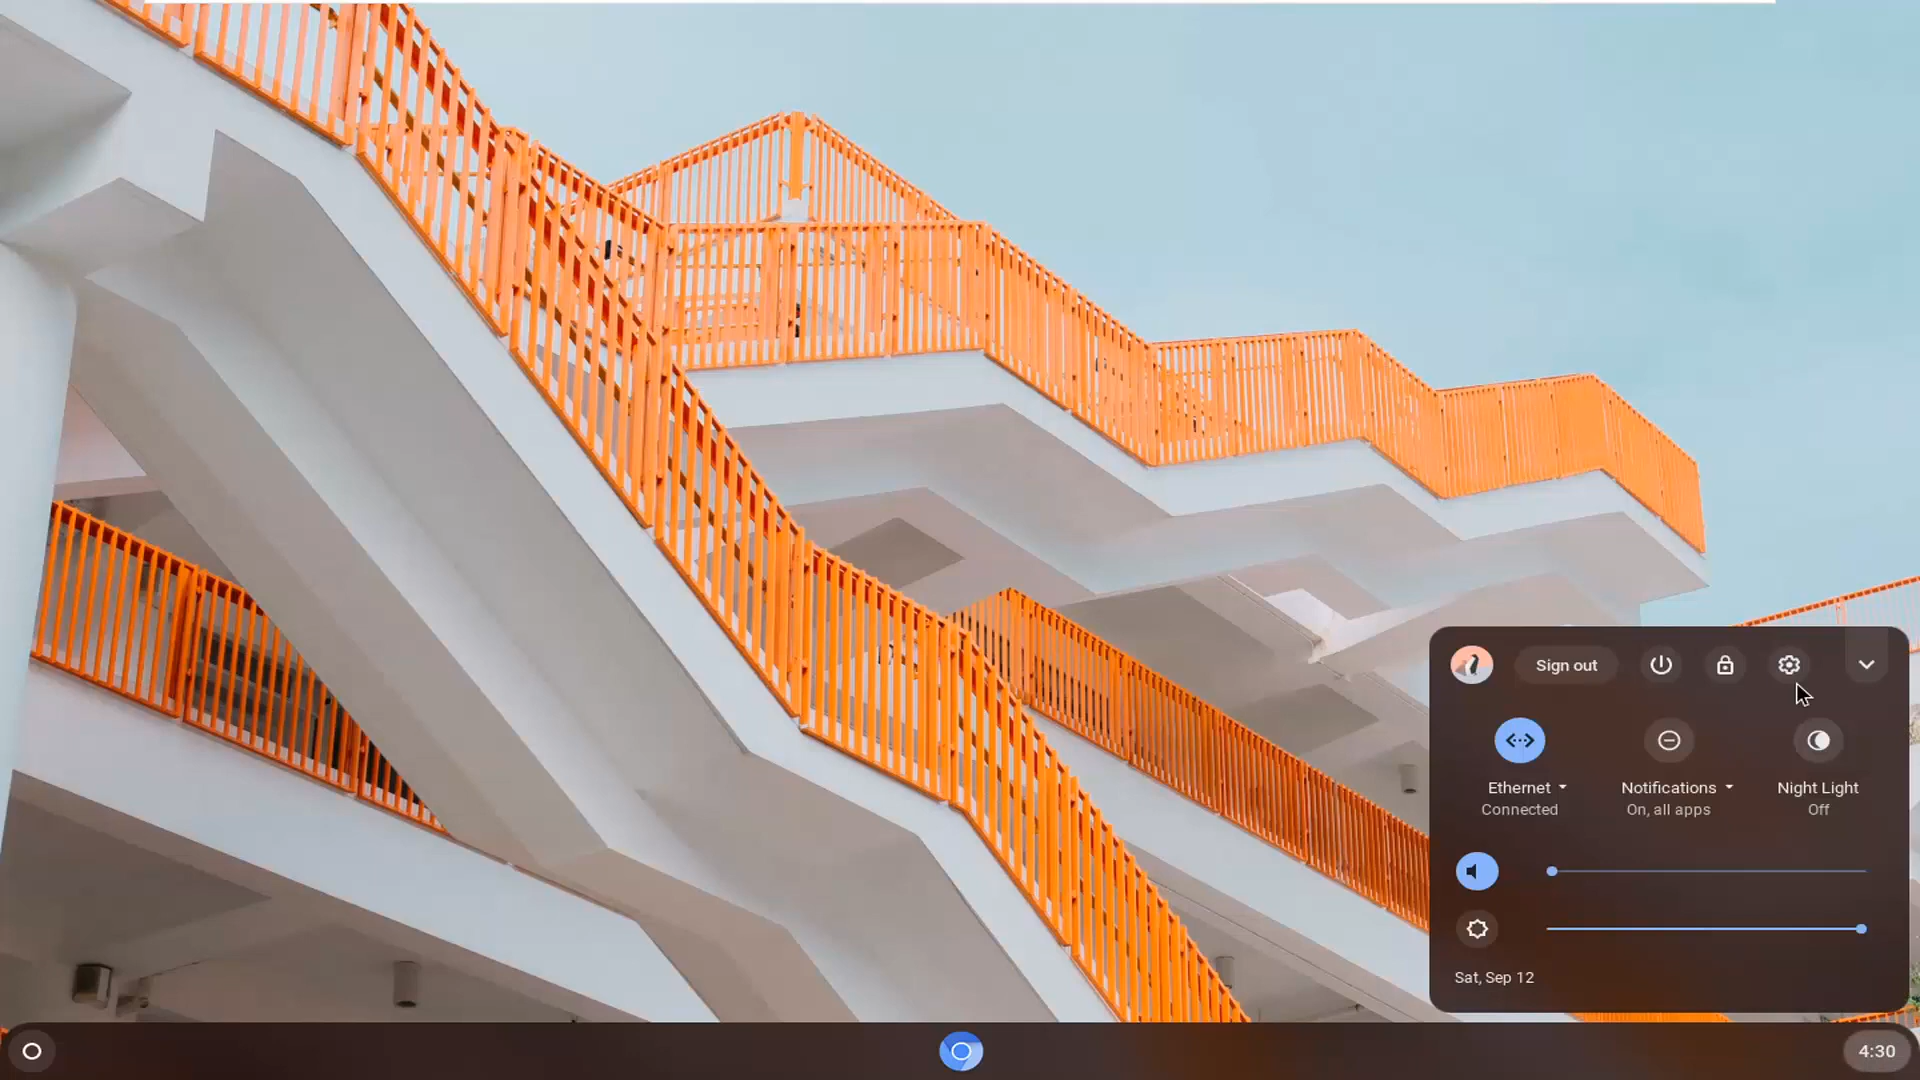 Sign out
Ethernet
Connected
Notifications
On, all apps
Night Light
Off
Sat, Sep 12
4:30